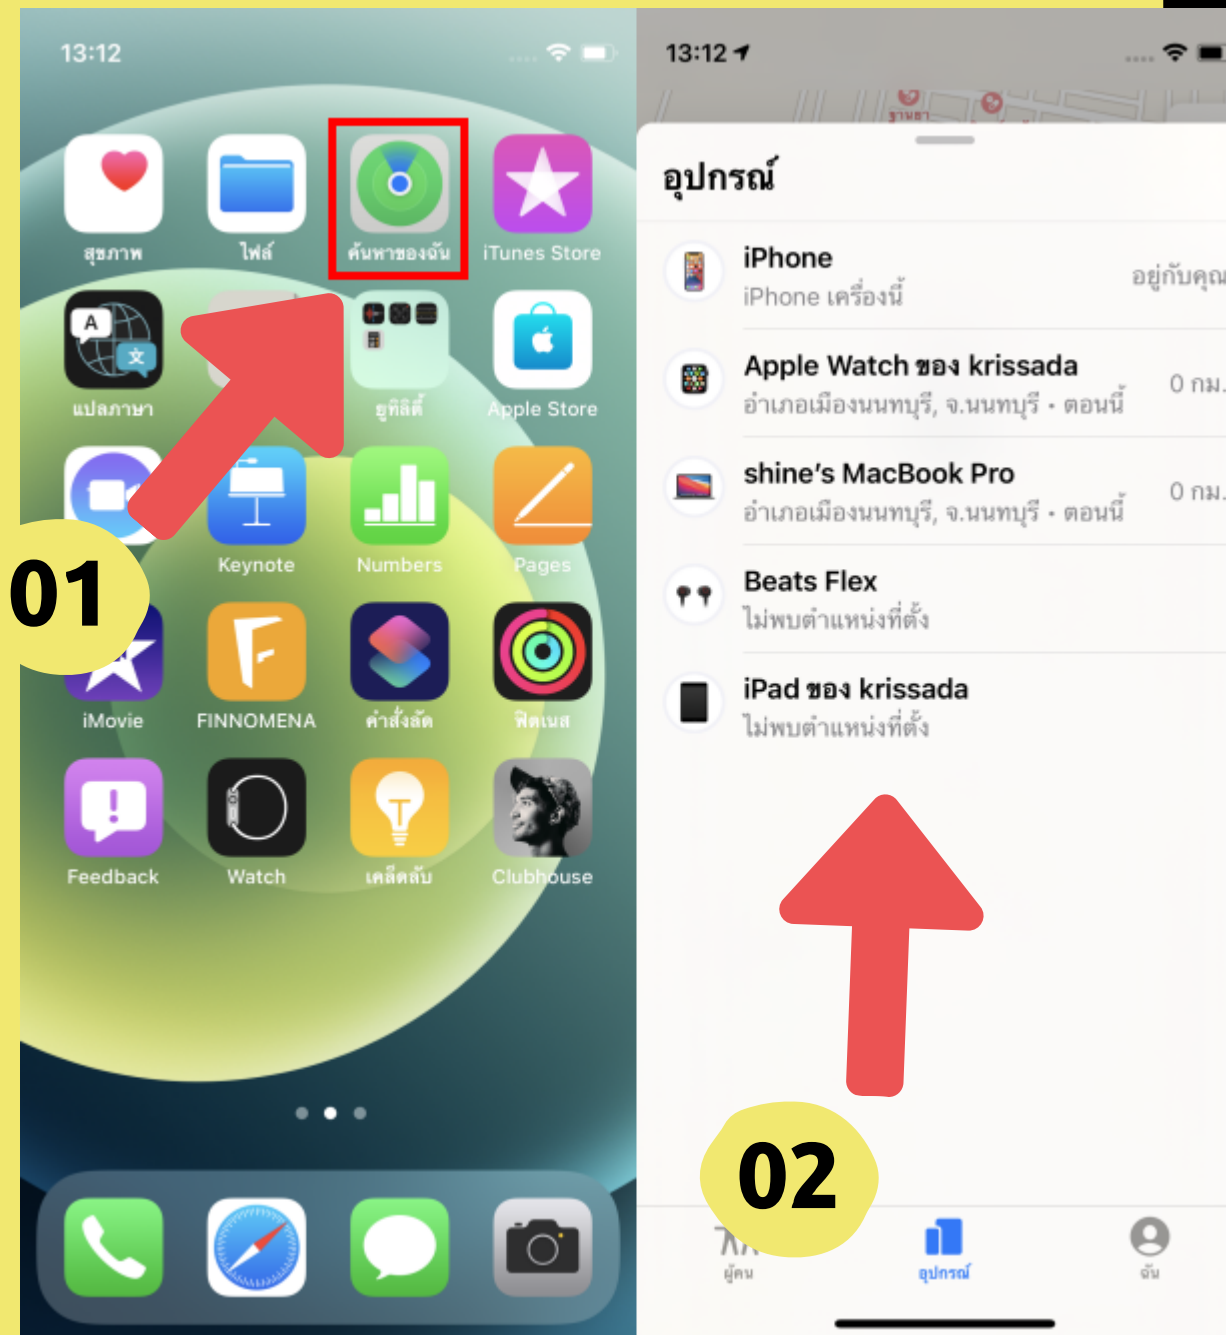 13:12
สุขภาพ
ไฟล์
ค้นหาของฉัน
iTunes Store
A
文
แปลภาษา
ยูทิลิตี้
Apple Store
01
Keynote
Numbers
Pages
iMovie
FINNOMENA
คำสั่งลัด
ฟิตเนส
Feedback
Watch
เคล็ดลับ
Clubhouse
13:12
อุปกรณ์
iPhone
iPhone เครื่องนี้
อยู่กับคุณ
Apple Watch ของ krissada
อำเภอเมืองนนทบุรี, จ.นนทบุรี • ตอนนี้
0 กม.
shine's MacBook Pro
อำเภอเมืองนนทบุรี, จ.นนทบุรี • ตอนนี้
0 กม.
Beats Flex
ไม่พบตำแหน่งที่ตั้ง
iPad ของ krissada
ไม่พบตำแหน่งที่ตั้ง
02
ผู้คน
อุปกรณ์
ฉัน